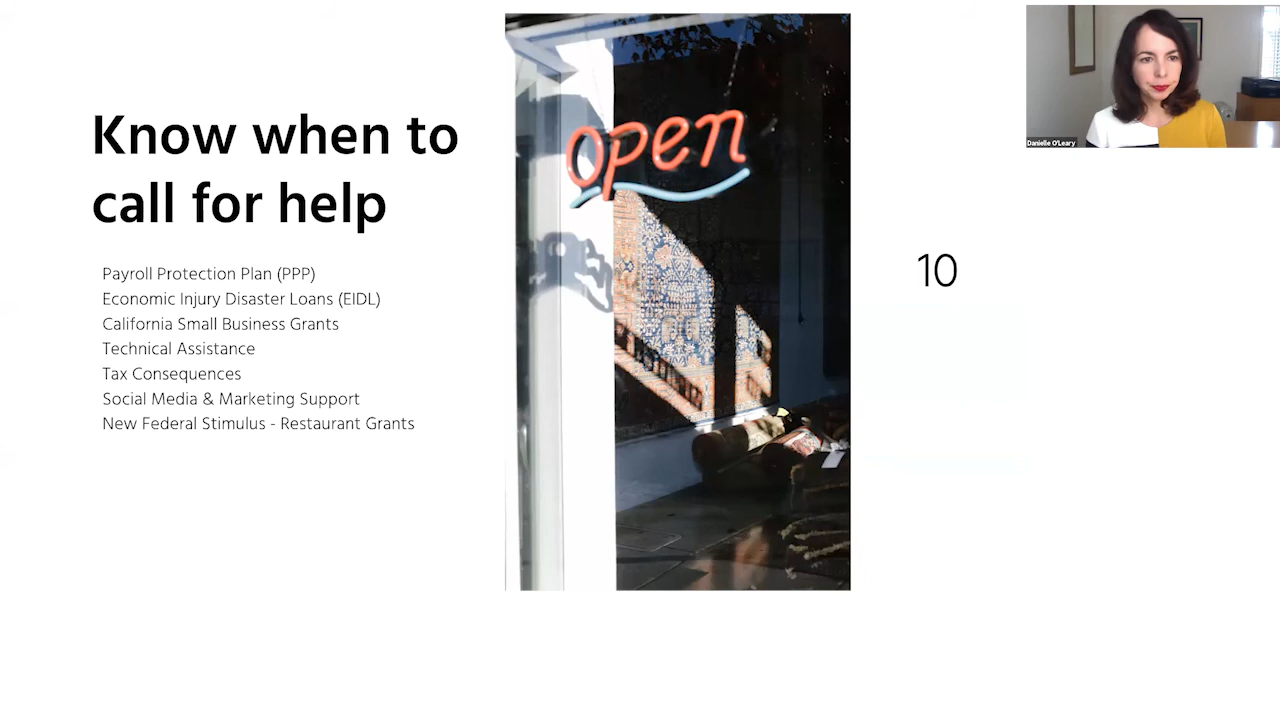 Know when to
call for help
Payroll Protection Plan (PPP)
Economic Injury Disaster Loans (EIDL)
California Small Business Grants
Technical Assistance
Tax Consequences
Social Media & Marketing Support
New Federal Stimulus - Restaurant Grants
open
10
Danielle O'Leary